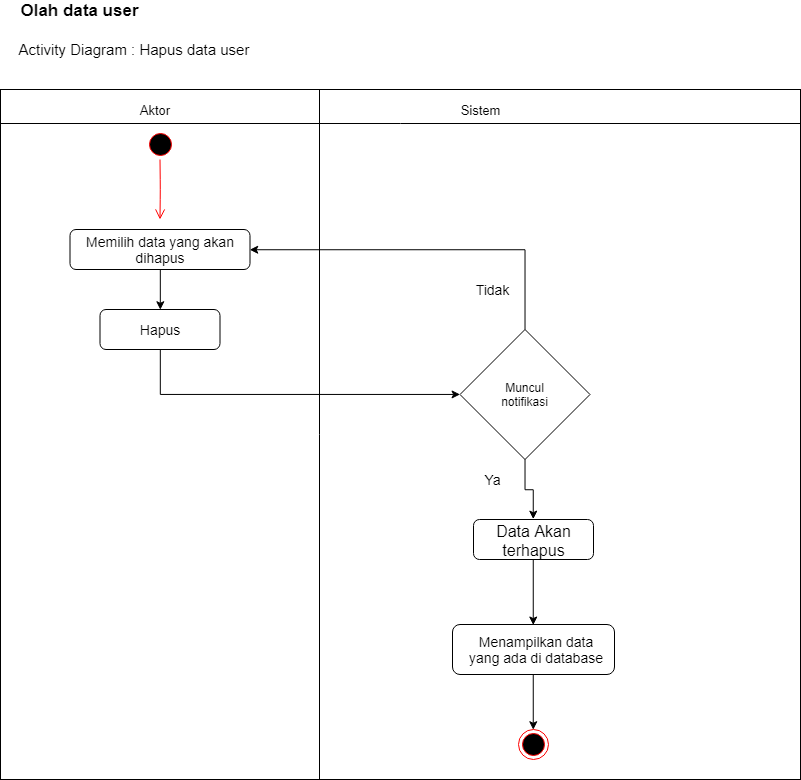 Olah data user
Activity Diagram : Hapus data user
Aktor
Sistem
Memilih data yang akan
dihapus
Tidak
Hapus
Muncul
notifikasi
Ya
Data Akan
terhapus
Menampilkan data
yang ada di database